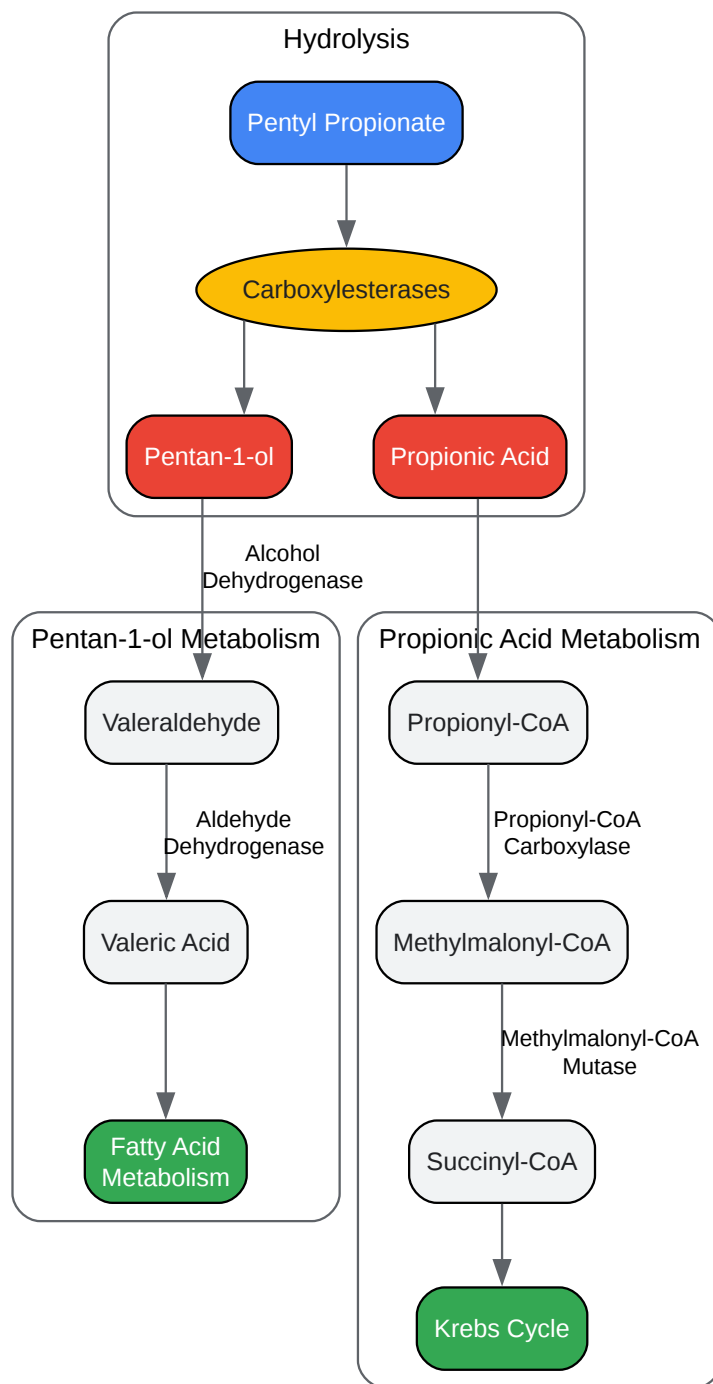 Hydrolysis
Pentyl Propionate
Carboxylesterases
Pentan-1-ol
Propionic Acid
Alcohol
Dehydrogenase
Pentan-1-ol Metabolism
Valeraldehyde
Aldehyde
Dehydrogenase
Valeric Acid
Fatty Acid
Metabolism
Propionic Acid Metabolism
Propionyl-CoA
Propionyl-CoA
Carboxylase
Methylmalonyl-CoA
Methylmalonyl-CoA
Mutase
Succinyl-CoA
Krebs Cycle